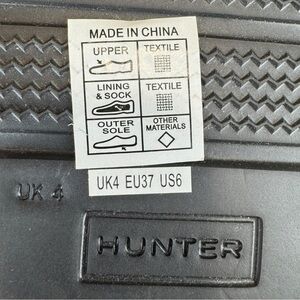 MADE IN CHINA
UPPER TEXTILE
LINING & SOCK TEXTILE
OUTER SOLE OTHER MATERIALS
UK4 EU37 US6
UK 4
HUNTER